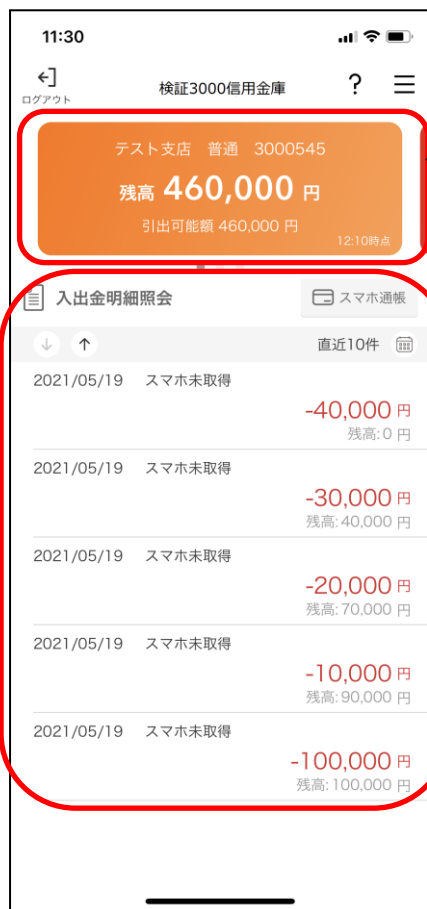 11:30
ログアウト
検証3000信用金庫
?
テスト支店 普通 3000545
残高 460,000 円
引出可能額 460,000 円
12:10時点
入出金明細照会
スマホ通帳
直近10件
2021/05/19 スマホ未取得
-40,000 円
残高: 0 円
2021/05/19 スマホ未取得
-30,000 円
残高: 40,000 円
2021/05/19 スマホ未取得
-20,000 円
残高: 70,000 円
2021/05/19 スマホ未取得
-10,000 円
残高: 90,000 円
2021/05/19 スマホ未取得
-100,000 円
残高: 100,000 円